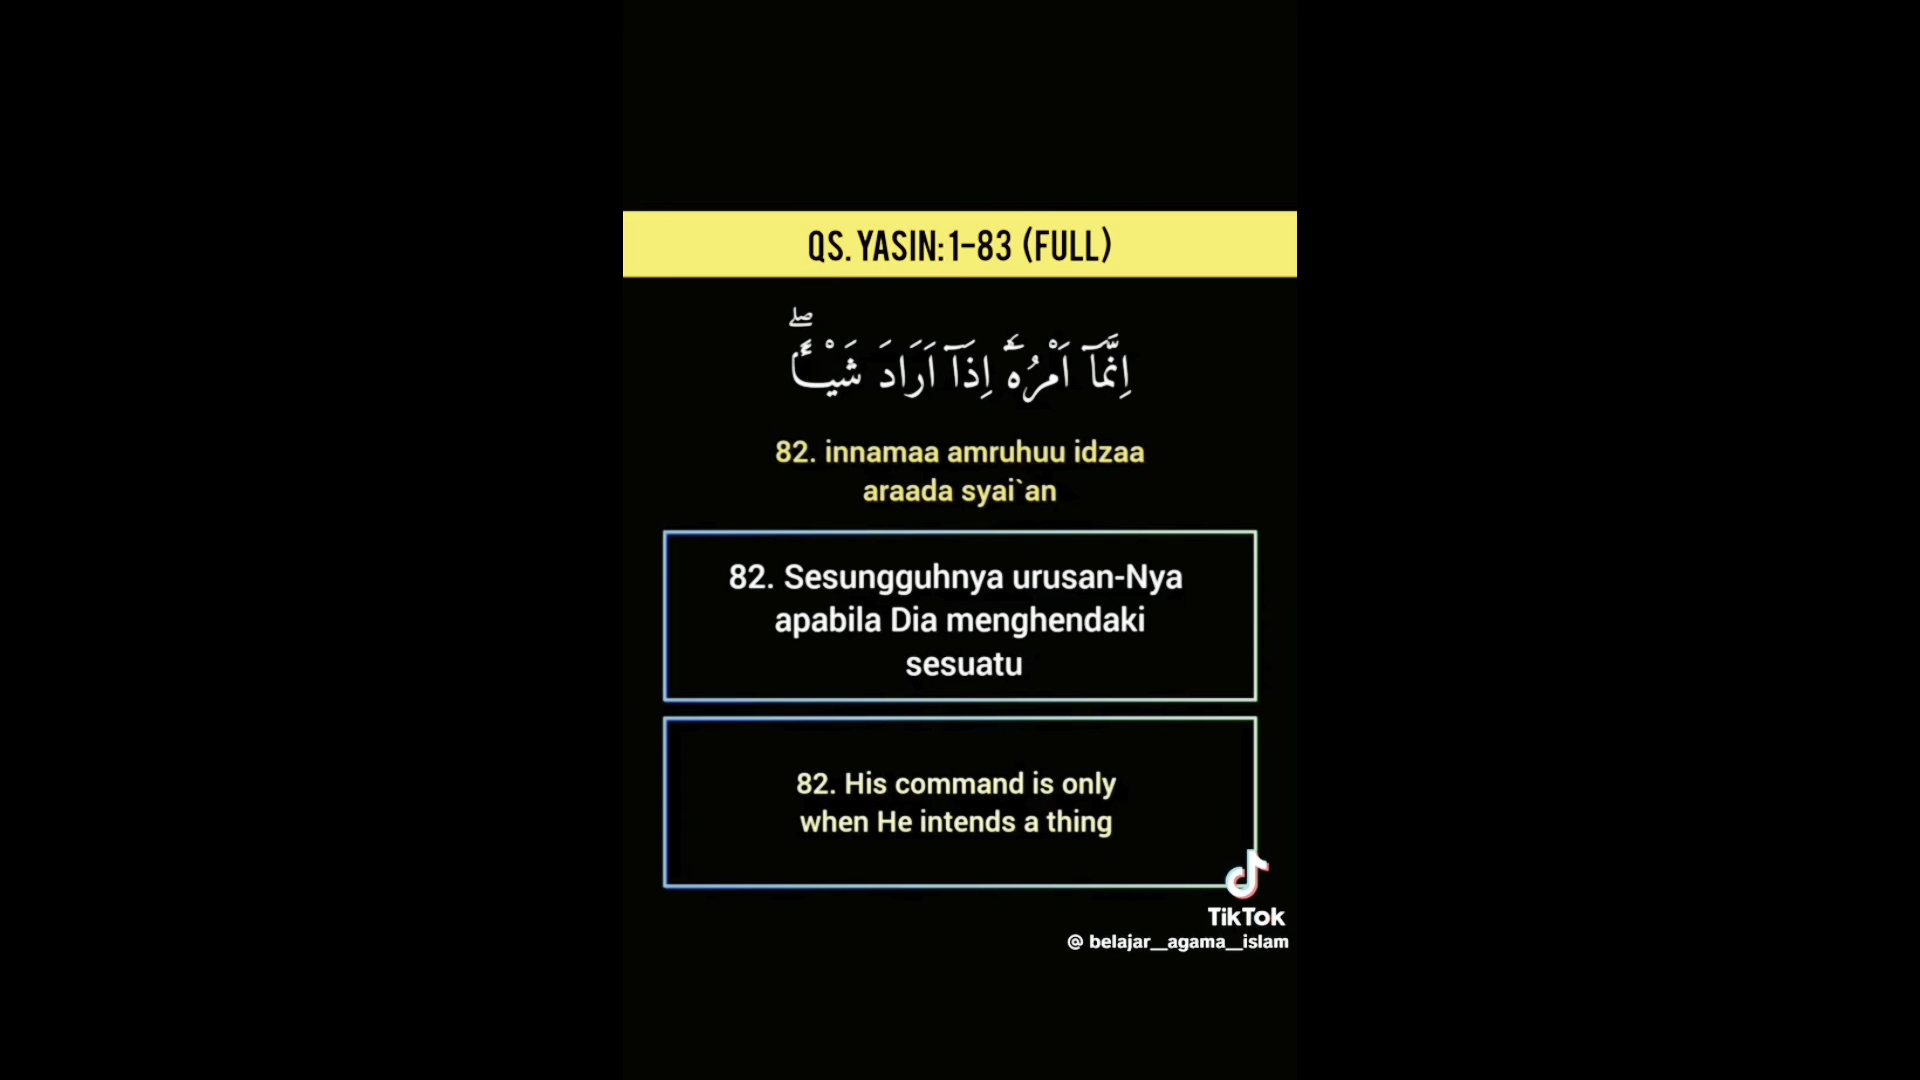 QS. YASIN: 1-83 (FULL)
اِنَّمَآ اَمْرُهٗٓ اِذَآ اَرَادَ شَيْـًٔاۖ
82. innamaa amruhuu idzaa
araada syai`an
82. Sesungguhnya urusan-Nya
apabila Dia menghendaki
sesuatu
82. His command is only
when He intends a thing
TikTok
@ belajar__agama__islam